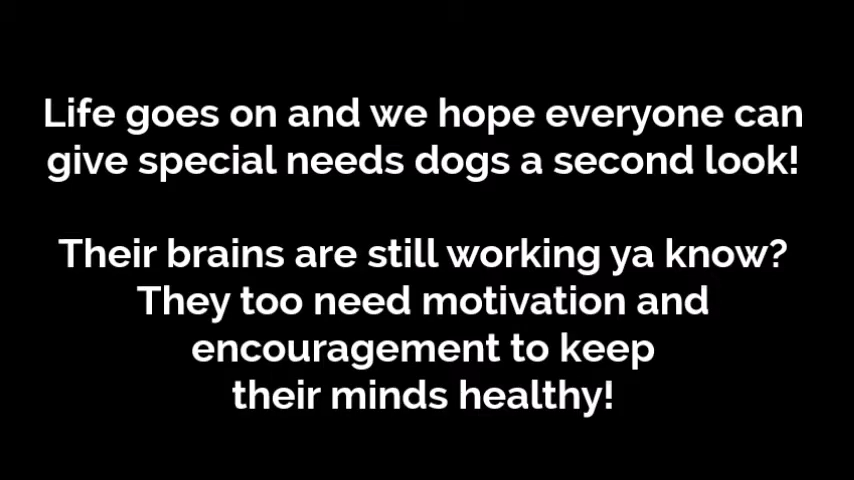 Life goes on and we hope everyone can
give special needs dogs a second look!
Their brains are still working ya know?
They too need motivation and
encouragement to keep
their minds healthy!